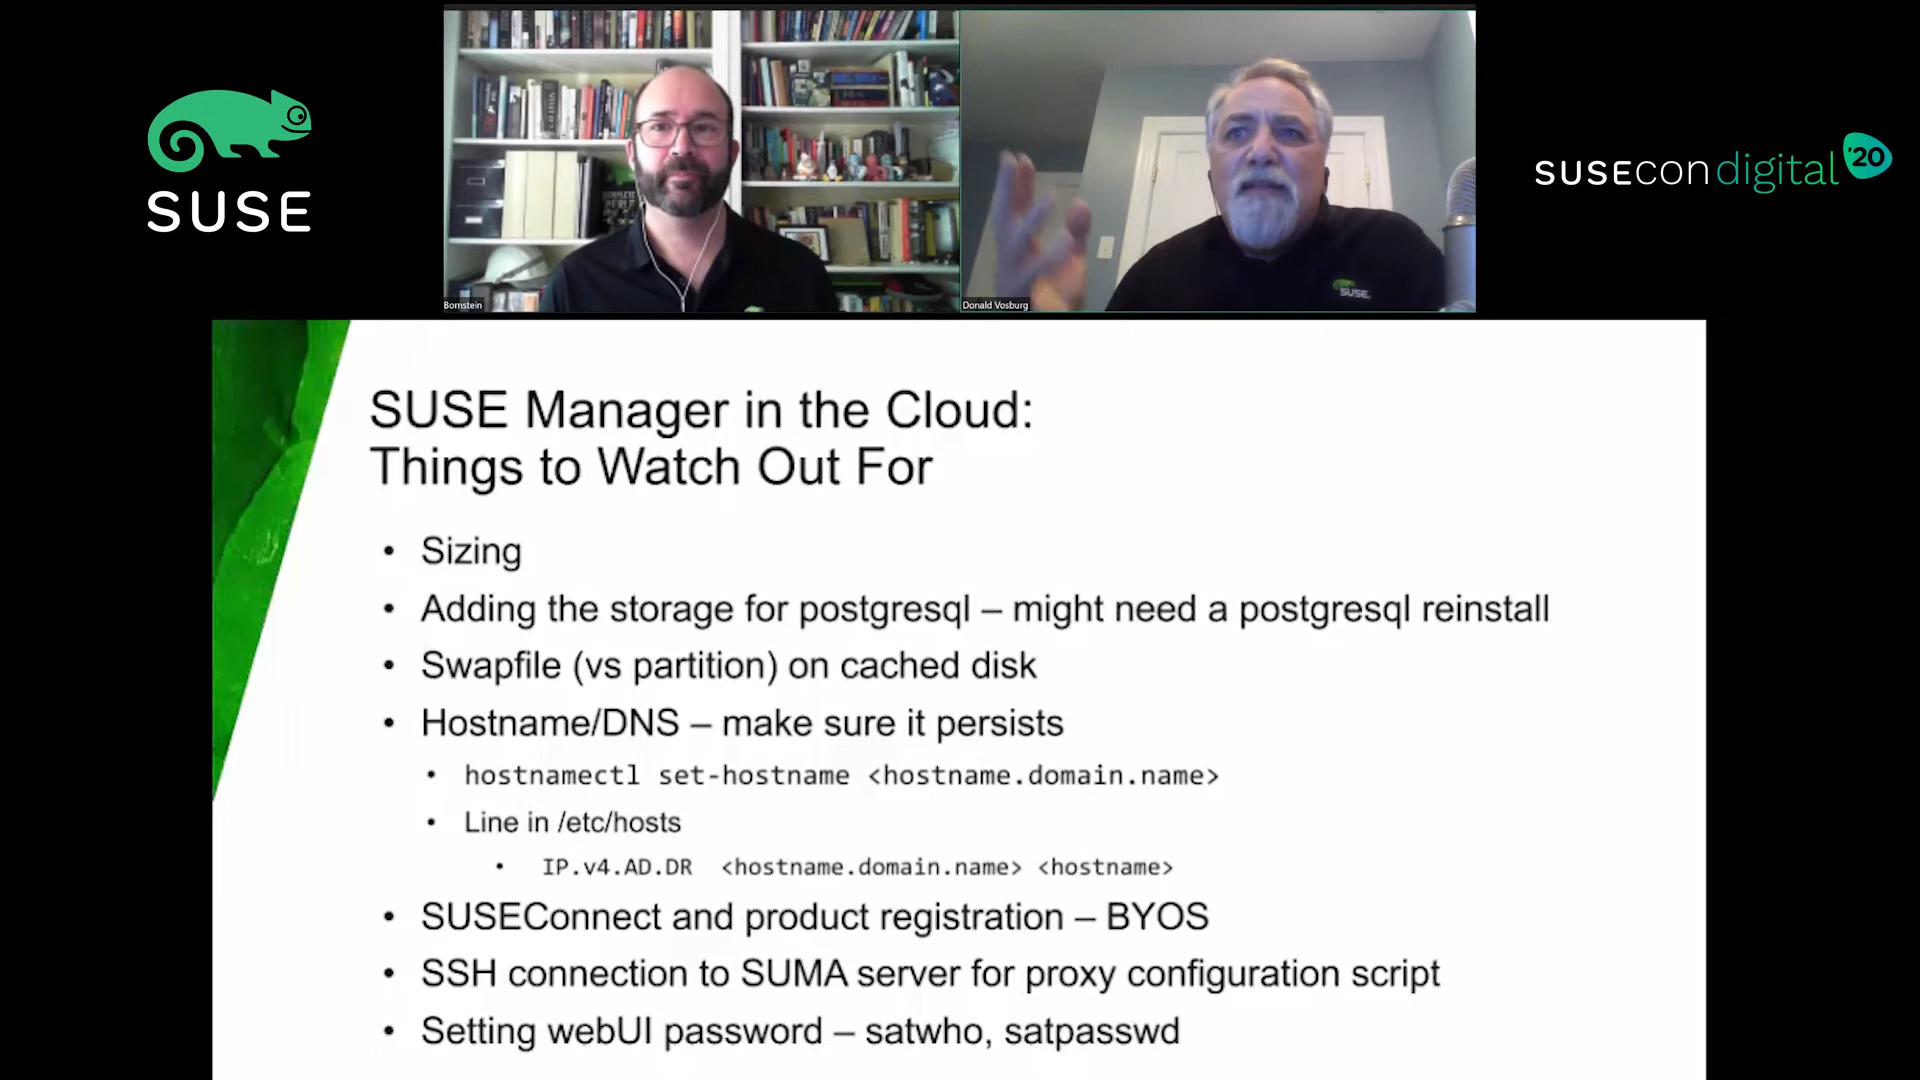 SUSE
Bornstein
Donald Vosburg
SUSE
SUSEcon digital '20
SUSE Manager in the Cloud:
Things to Watch Out For
• Sizing
• Adding the storage for postgresql – might need a postgresql reinstall
• Swapfile (vs partition) on cached disk
• Hostname/DNS – make sure it persists
• hostnamectl set-hostname <hostname.domain.name>
• Line in /etc/hosts
• IP.v4.AD.DR <hostname.domain.name> <hostname>
• SUSEConnect and product registration – BYOS
• SSH connection to SUMA server for proxy configuration script
• Setting webUI password – satwho, satpasswd